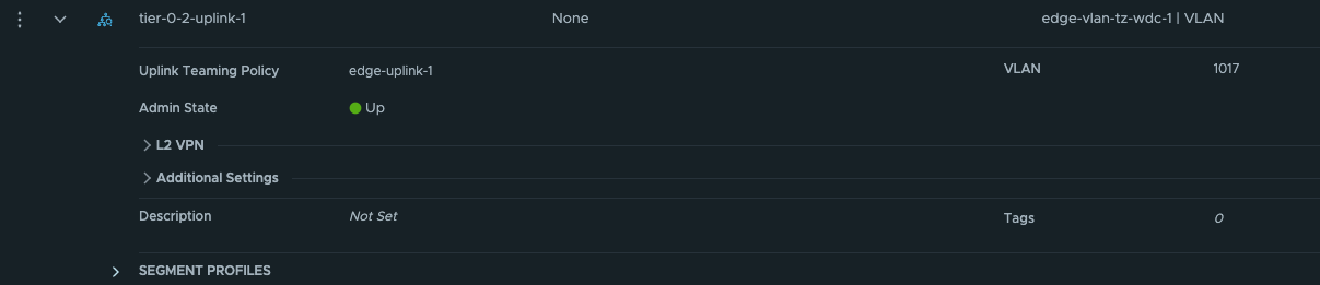 tier-0-2-uplink-1 None edge-vlan-tz-wdc-1 | VLAN
Uplink Teaming Policy edge-uplink-1 VLAN 1017
Admin State Up
L2 VPN
Additional Settings
Description Not Set Tags 0
SEGMENT PROFILES